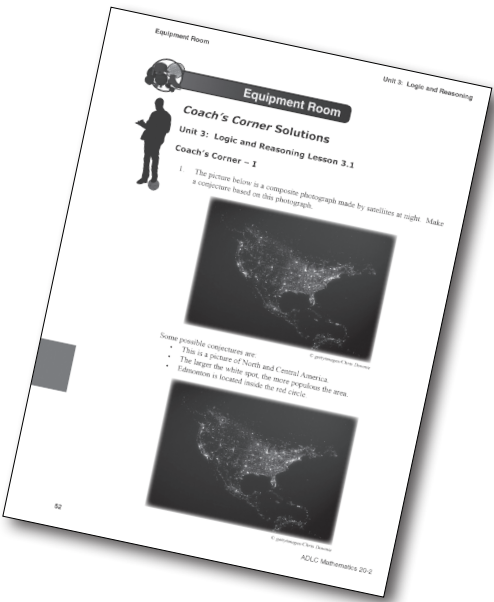 Equipment Room
Unit 3: Logic and Reasoning
Equipment Room
Coach's Corner Solutions
Unit 3: Logic and Reasoning Lesson 3.1
Coach's Corner – 1
1. The picture below is a composite photograph made by satellites at night. Make
a conjecture based on this photograph.
Some possible conjectures are:
• This is a picture of North and Central America.
• The larger the white spot, the more populous the area.
• Edmonton is located inside the red circle.
52
ADLC Mathematics 20-2